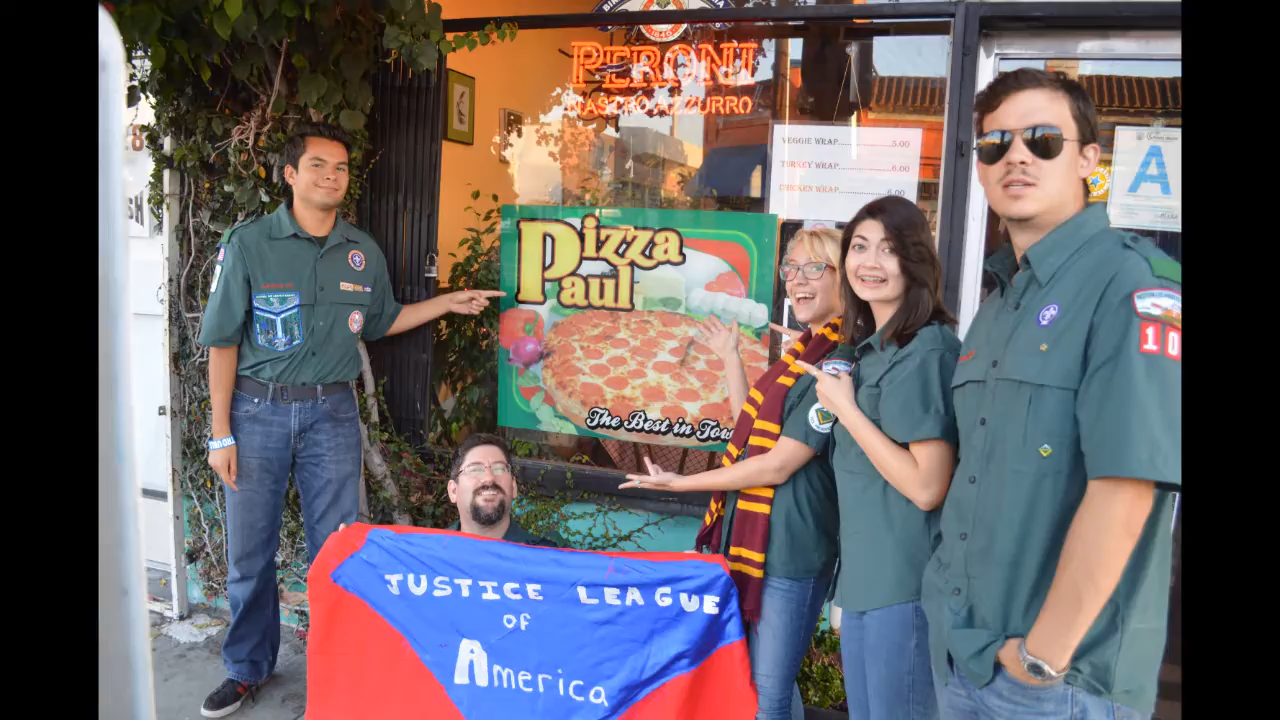 PERONI
NASTRO AZZURRO
VEGGIE WRAP 5.00
TURKEY WRAP 6.00
CHICKEN WRAP 6.00
A
Pizza
Paul
The Best in Tow
10
JUSTICE LEAGUE
OF
America